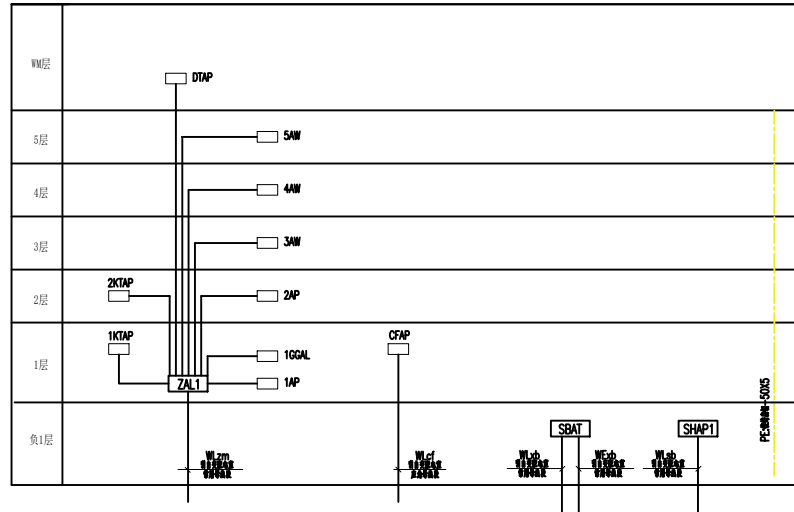 WM层
DTAP
5层
5AW
4层
4AW
3层
3AW
2层
2KTAP
2AP
1层
1KTAP
CFAP
1GGAL
ZAL1
1AP
负1层
SBAT
SHAP1
WLzm
WLcf
WLxb
WExb
WLsb
-50X5